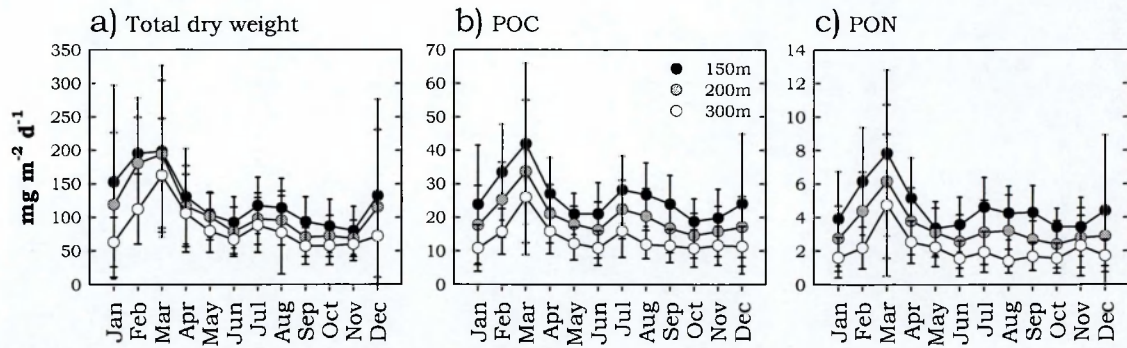 a) Total dry weight
b) POC
c) PON
mg m-2 d-1
350
300
250
200
150
100
50
0
70
60
50
40
30
20
10
0
14
12
10
8
6
4
2
0
150m
200m
300m
Jan
Feb
Mar
Apr
May
Jun
Jul
Aug
Sep
Oct
Nov
Dec
Jan
Feb
Mar
Apr
May
Jun
Jul
Aug
Sep
Oct
Nov
Dec
Jan
Feb
Mar
Apr
May
Jun
Jul
Aug
Sep
Oct
Nov
Dec